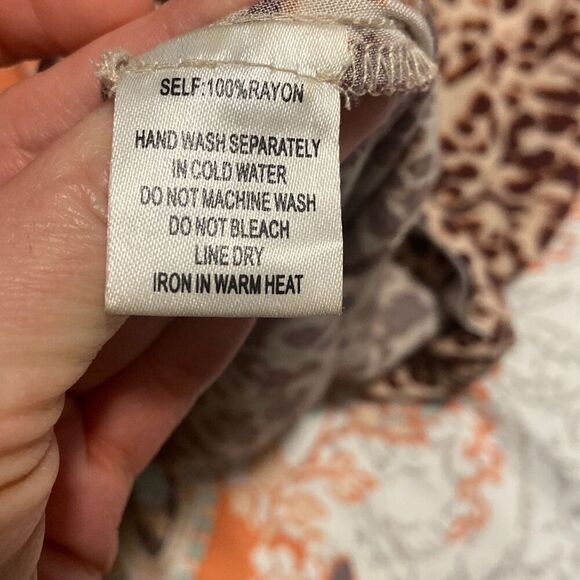 SELF:100%RAYON
HAND WASH SEPARATELY
IN COLD WATER
DO NOT MACHINE WASH
DO NOT BLEACH
LINE DRY
IRON IN WARM HEAT